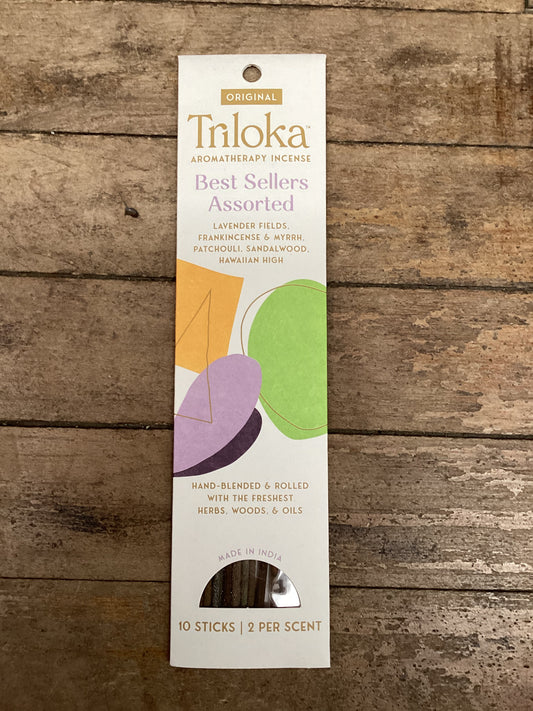 ORIGINAL
Triloka™
AROMATHERAPY INCENSE
Best Sellers
Assorted
LAVENDER FIELDS,
FRANKINCENSE & MYRRH,
PATCHOULI, SANDALWOOD,
HAWAIIAN HIGH
HAND-BLENDED & ROLLED
WITH THE FRESHEST
HERBS, WOODS, & OILS
MADE IN INDIA
10 STICKS | 2 PER SCENT